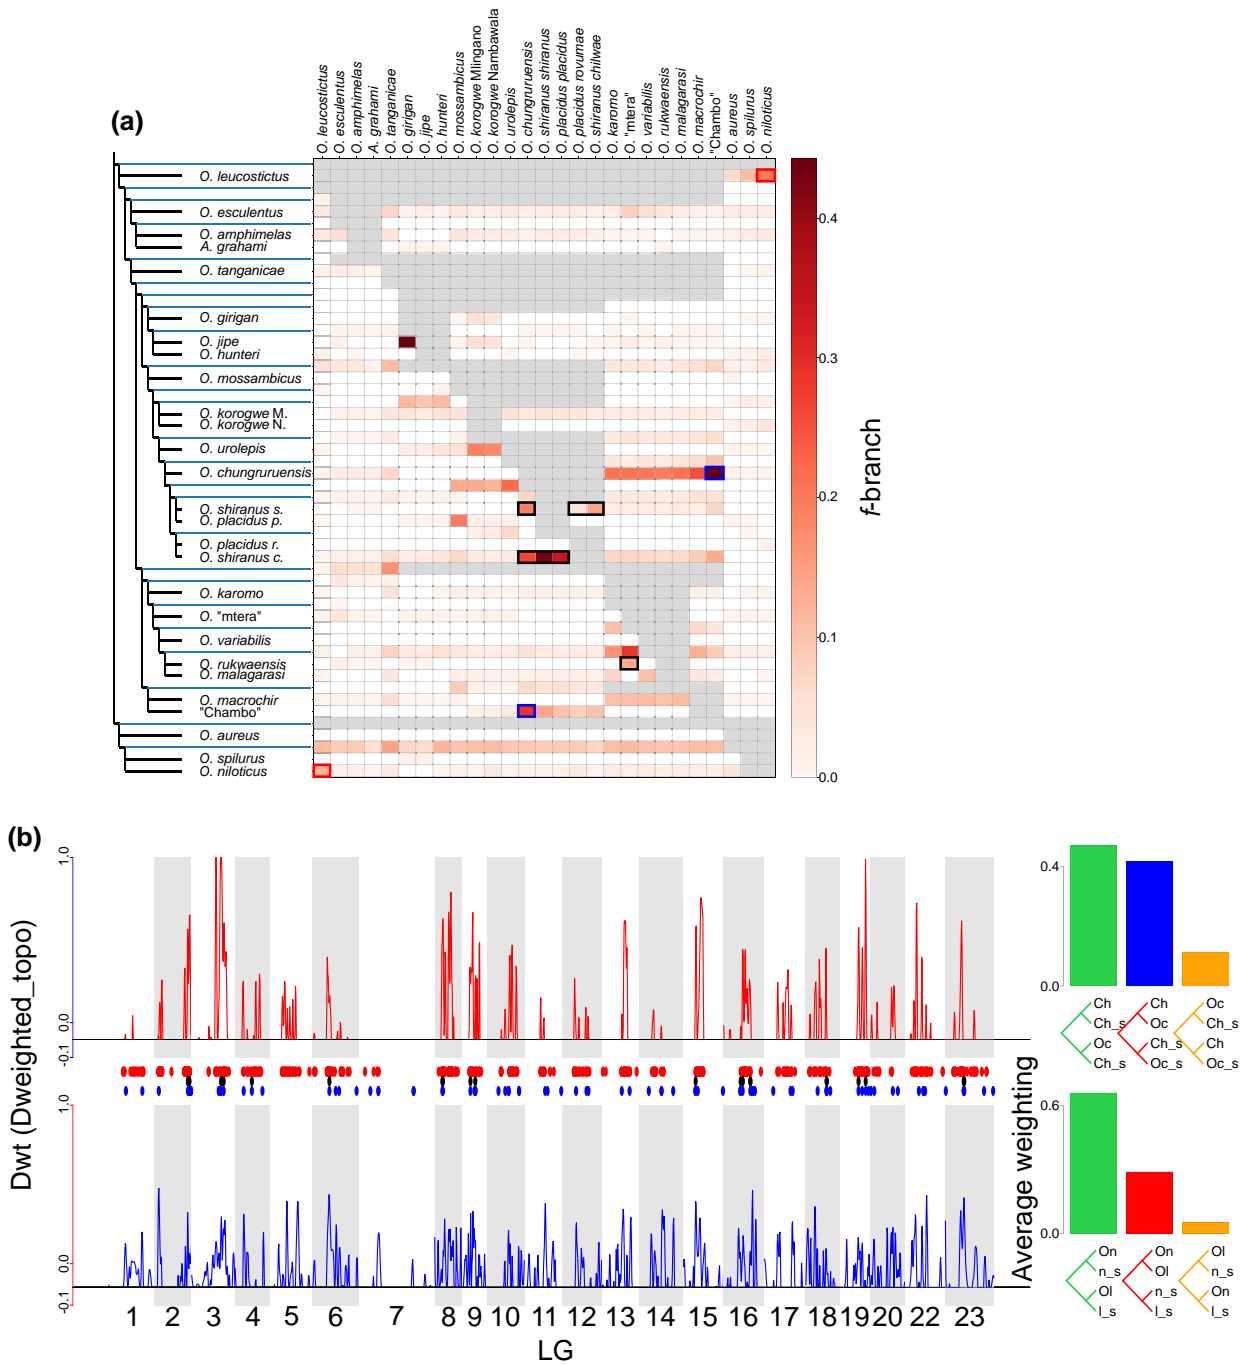 (a)
O. leucostictus
O. esculentus
O. amphimelas
A. grahami
O. tanganicae
O. girigan
O. jipe
O. hunteri
O. mossambicus
O. korogwe Mlingano
O. korogwe Nambawala
O. urolepis
O. chungruruensis
O. shiranus shiranus
O. placidus placidus
O. placidus rovumae
O. shiranus chilwae
O. karomo
O. "mtera"
O. variabilis
O. rukwaensis
O. malagarasi
O. macrochir
"Chambo"
O. aureus
O. spilurus
O. niloticus
O. leucostictus
O. esculentus
O. amphimelas
A. grahami
O. tanganicae
O. girigan
O. jipe
O. hunteri
O. mossambicus
O. korogwe M.
O. korogwe N.
O. urolepis
O. chungruruensis
O. shiranus s.
O. placidus p.
O. placidus r.
O. shiranus c.
O. karomo
O. "mtera"
O. variabilis
O. rukwaensis
O. malagarasi
O. macrochir
"Chambo"
O. aureus
O. spilurus
O. niloticus
0.4
0.3
0.2
0.1
0.0
f-branch
(b)
Dwt (Dweighted_topo)
1.0
0.0
-0.1
1.0
0.0
-0.1
1 2 3 4 5 6 7 8 9 10 11 12 13 14 15 16 17 18 19 20 22 23
LG
Average weighting
0.4
0.0
Ch Ch Oc
Ch_s Oc Ch_s
Oc Ch_s Ch
Ch_s Oc_s Oc_s
0.6
0.0
On On Ol
n_s Ol n_s
Ol n_s On
l_s l_s l_s